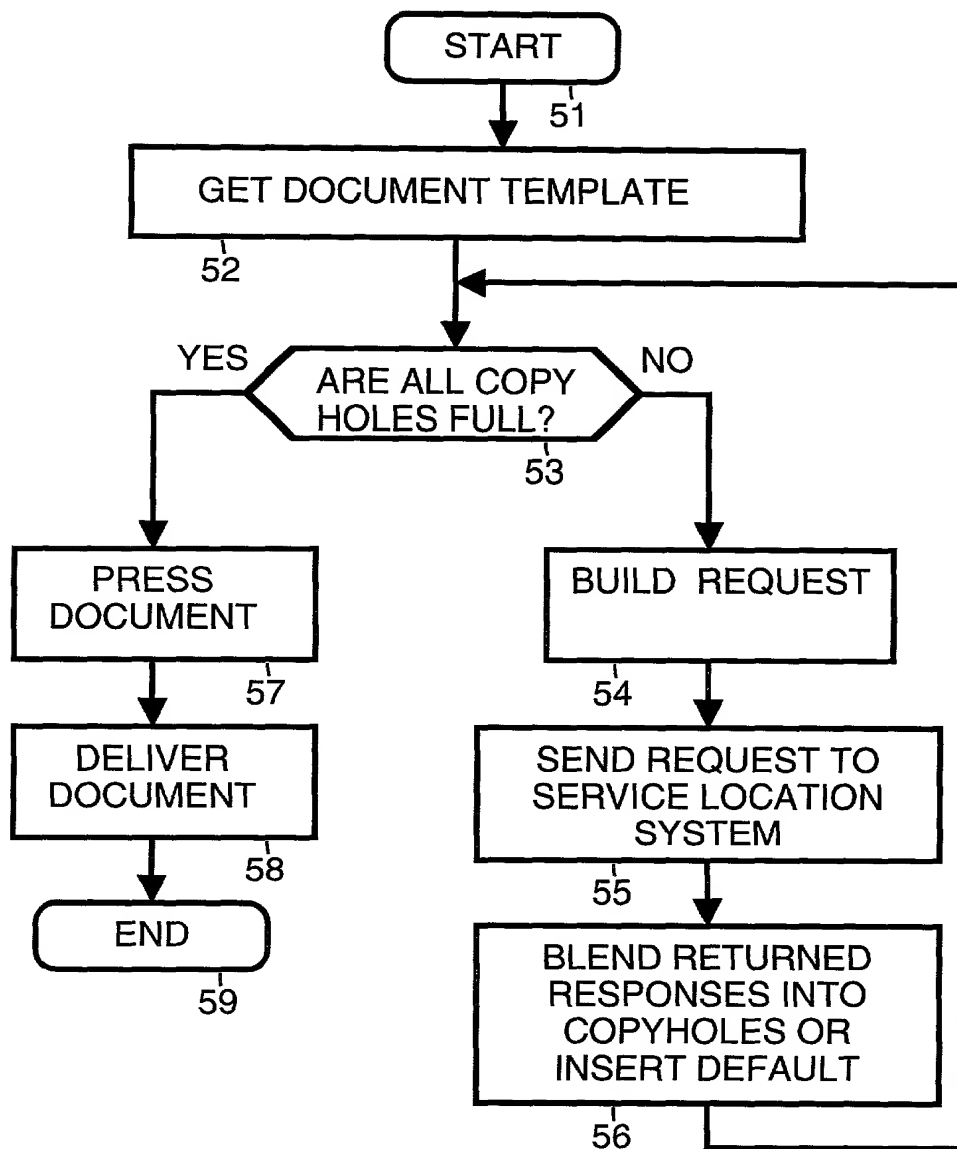 START
51
GET DOCUMENT TEMPLATE
52
YES
NO
ARE ALL COPY
HOLES FULL?
53
PRESS
DOCUMENT
57
DELIVER
DOCUMENT
58
END
59
BUILD REQUEST
54
SEND REQUEST TO
SERVICE LOCATION
SYSTEM
55
BLEND RETURNED
RESPONSES INTO
COPYHOLES OR
INSERT DEFAULT
56